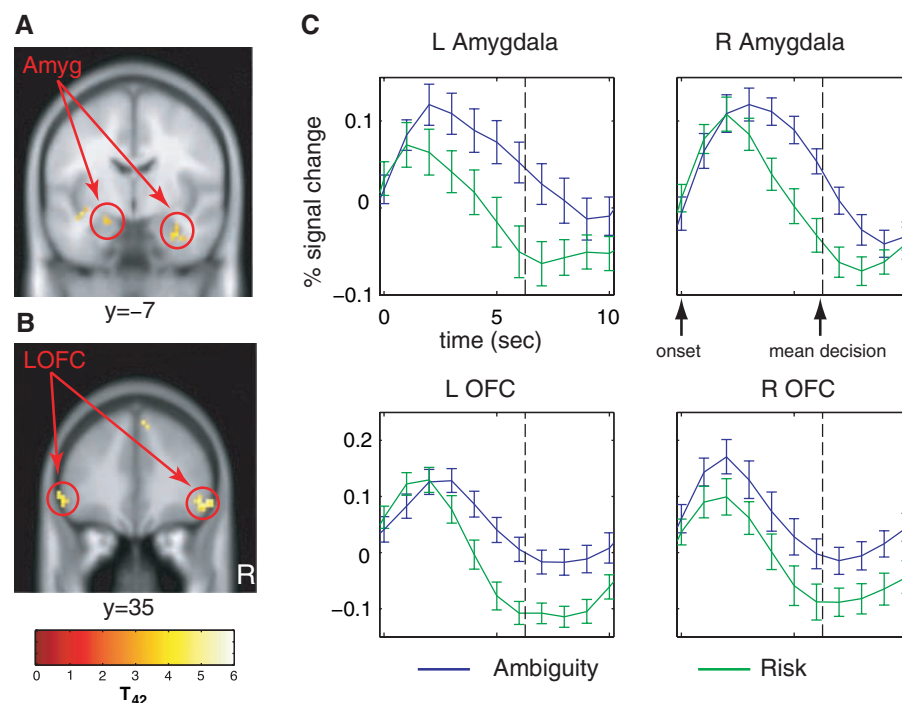 A
Amyg
y=−7
B
LOFC
R
y=35
0 1 2 3 4 5 6
T42
C
L Amygdala
R Amygdala
% signal change
0.1
0
−0.1
0 5 10
time (sec)
onset
mean decision
L OFC
R OFC
0.2
0.1
0
−0.1
Ambiguity
Risk